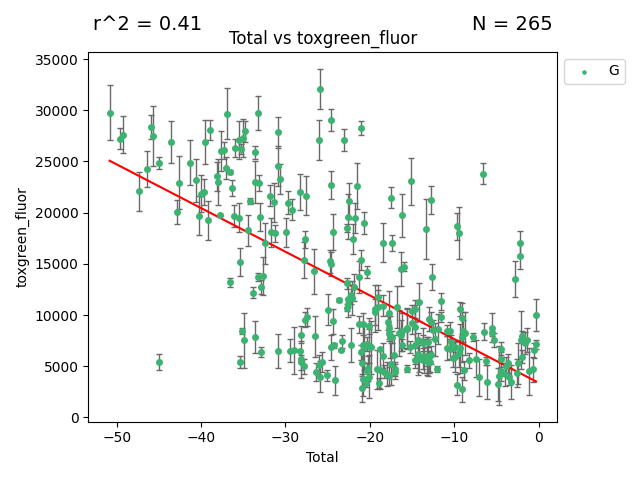 r^2 = 0.41 N = 265
Total vs toxgreen_fluor
35000
30000
25000
20000
15000
10000
5000
0
toxgreen_fluor
−50 −40 −30 −20 −10 0
Total
G